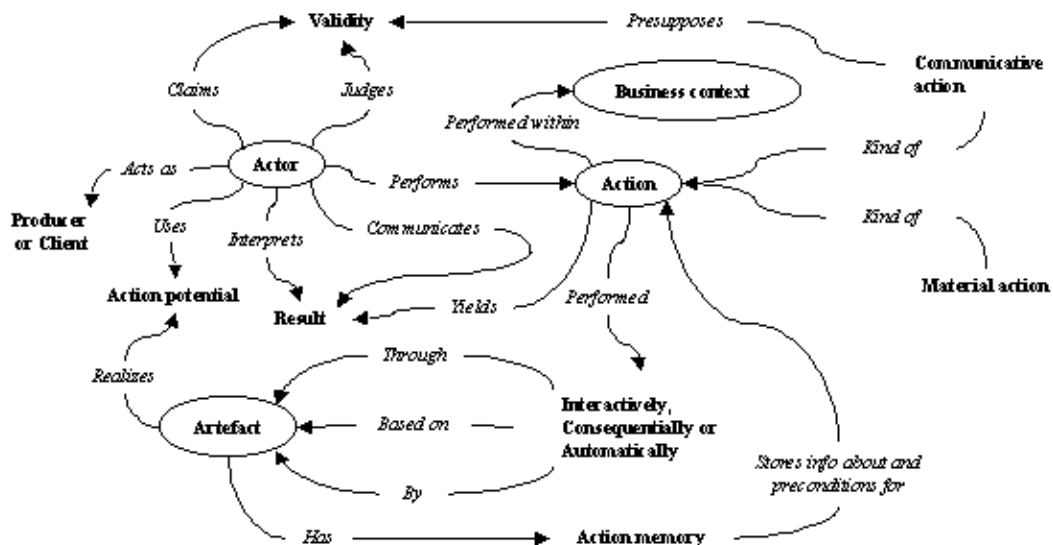 Validity
Presupposes
Communicative
action
Claims
Judges
Business context
Performed within
Kind of
Actor
Acts as
Performs
Action
Kind of
Producer
or Client
Uses
Interprets
Communicates
Material action
Action potential
Result
Yields
Performed
Through
Realizes
Interactively,
Consequentially or
Automatically
Artefact
Based on
Stores info about and
preconditions for
By
Has
Action memory